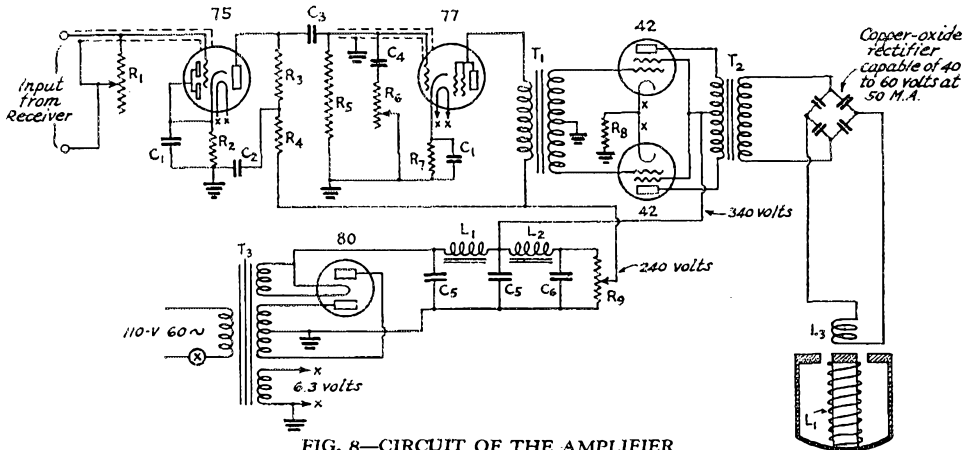 75
C3
77
42
Copper-oxide
rectifier
capable of 40
to 60 volts at
50 M.A.
Input
from
Receiver
R1
R3
C4
T1
T2
R5
R6
R8
C1
R2
C2
R4
R7
C1
42
340 volts
T3
80
L1
L2
240 volts
C5
C5
C6
R9
110-V 60~
x
6.3 volts
x
L3
L1
x x
x x
x
x
x
FIG. 8—CIRCUIT OF THE AMPLIFIER